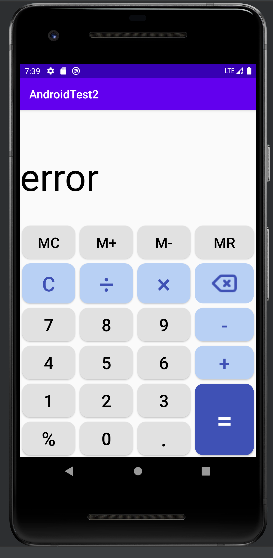 7:39 LTE
AndroidTest2
error
MC M+ M- MR
C ÷ ×
7 8 9 -
4 5 6 +
1 2 3
=
% 0 .